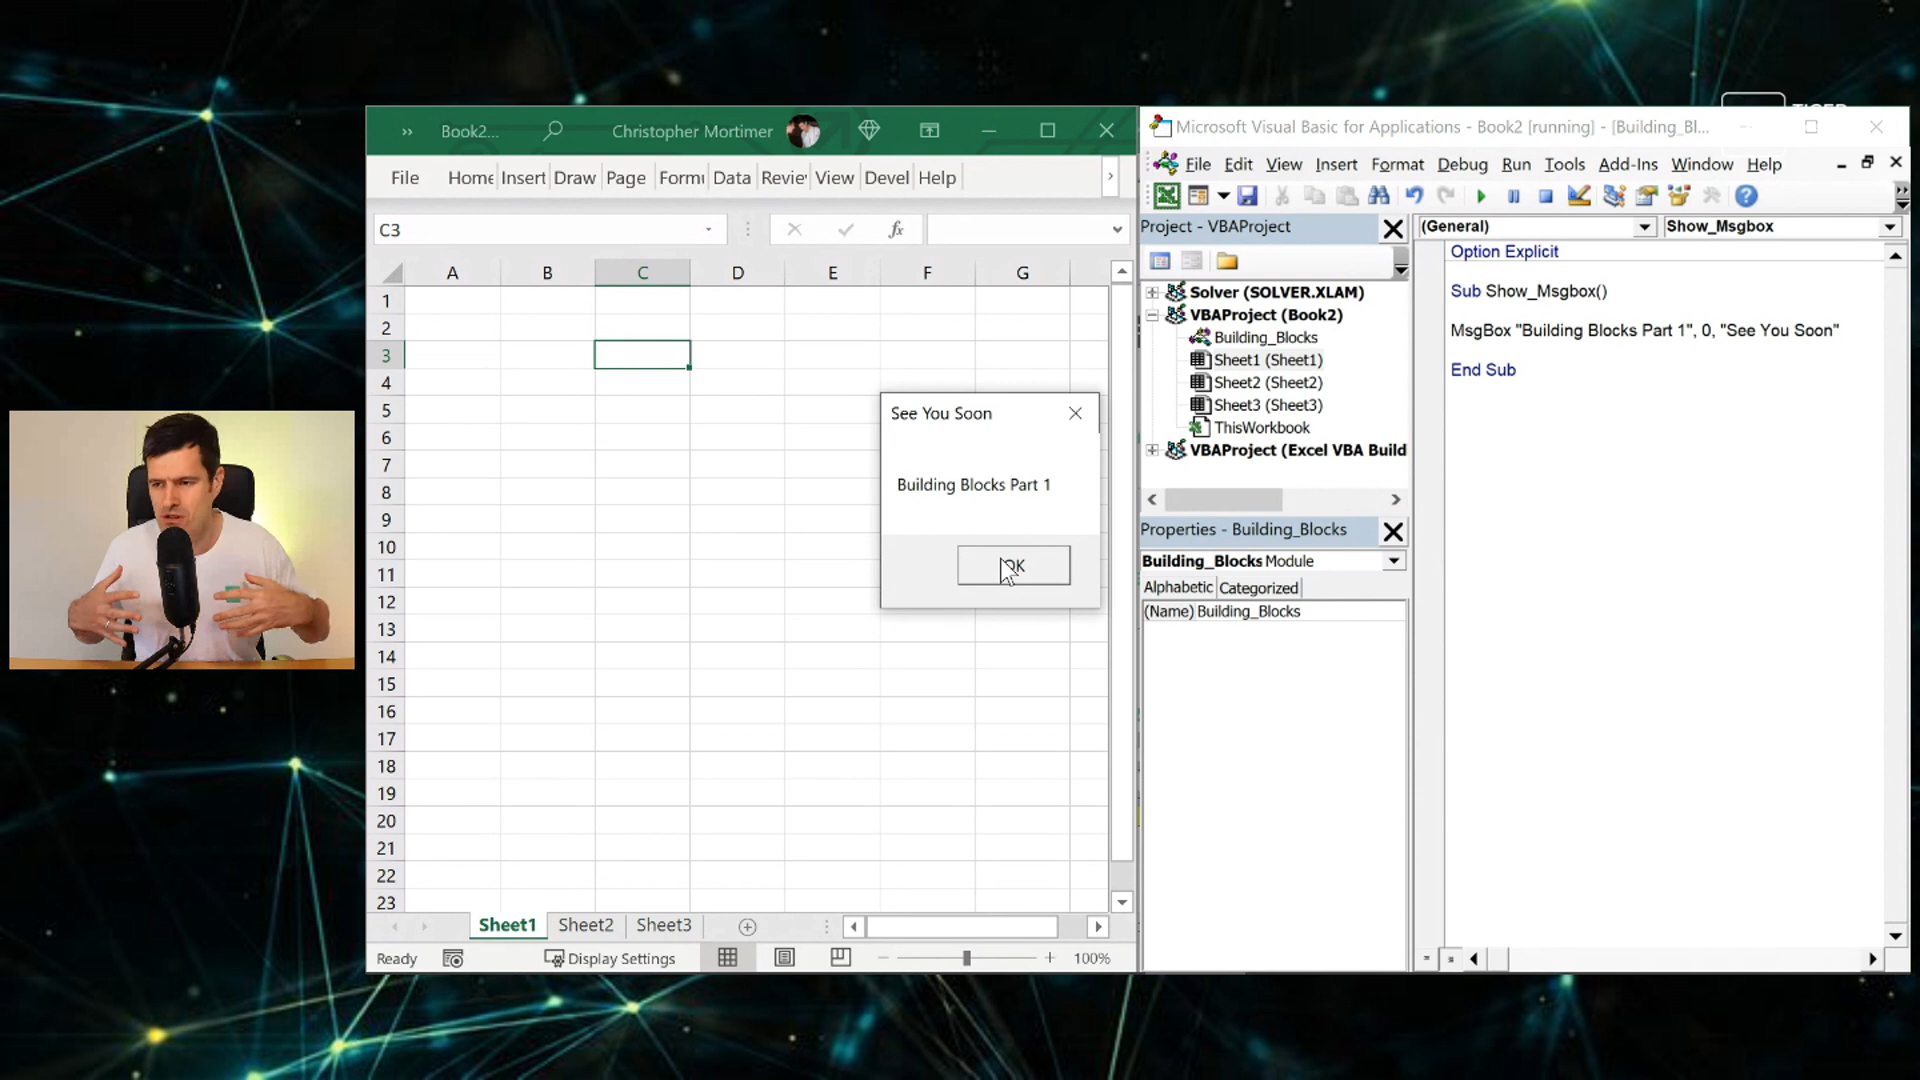 Book2...
Christopher Mortimer
File Home Insert Draw Page Formu Data Review View Devel Help
C3
fx
A B C D E F G
1
2
3
4
5
6
7
8
9
10
11
12
13
14
15
16
17
18
19
20
21
22
23
See You Soon
Building Blocks Part 1
OK
Sheet1 Sheet2 Sheet3
Ready Display Settings 100%
Microsoft Visual Basic for Applications - Book2 [running] - [Building_Bl...
File Edit View Insert Format Debug Run Tools Add-Ins Window Help
Project - VBAProject
Solver (SOLVER.XLAM)
VBAProject (Book2)
Building_Blocks
Sheet1 (Sheet1)
Sheet2 (Sheet2)
Sheet3 (Sheet3)
ThisWorkbook
VBAProject (Excel VBA Build
Properties - Building_Blocks
Building_Blocks Module
Alphabetic Categorized
(Name) Building_Blocks
(General) Show_Msgbox
Option Explicit
Sub Show_Msgbox()
MsgBox "Building Blocks Part 1", 0, "See You Soon"
End Sub